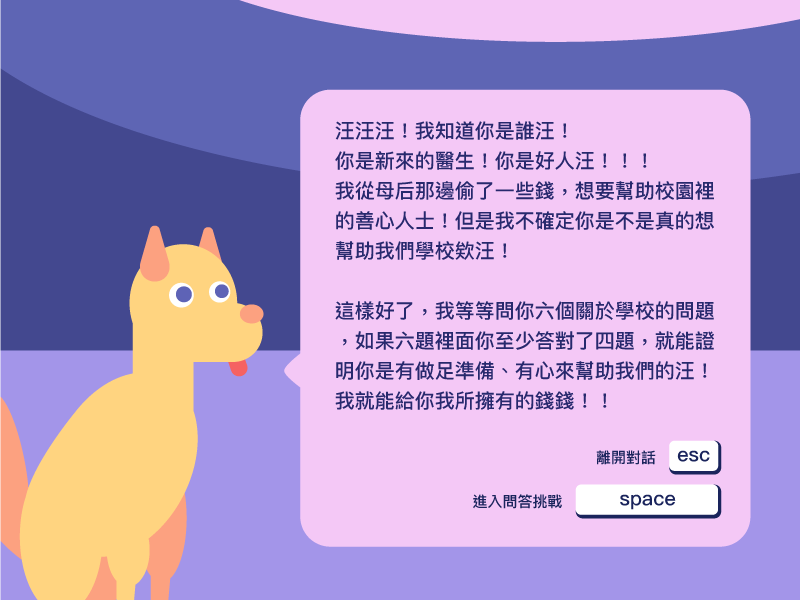 汪汪汪！我知道你是誰汪！
你是新來的醫生！你是好人汪！！！
我從母后那邊偷了一些錢，想要幫助校園裡
的善心人士！但是我不確定你是不是真的想
幫助我們學校欸汪！
這樣好了，我等等問你六個關於學校的問題
，如果六題裡面你至少答對了四題，就能證
明你是有做足準備、有心來幫助我們的汪！
我就能給你我所擁有的錢錢！！
離開對話 esc
進入問答挑戰 space